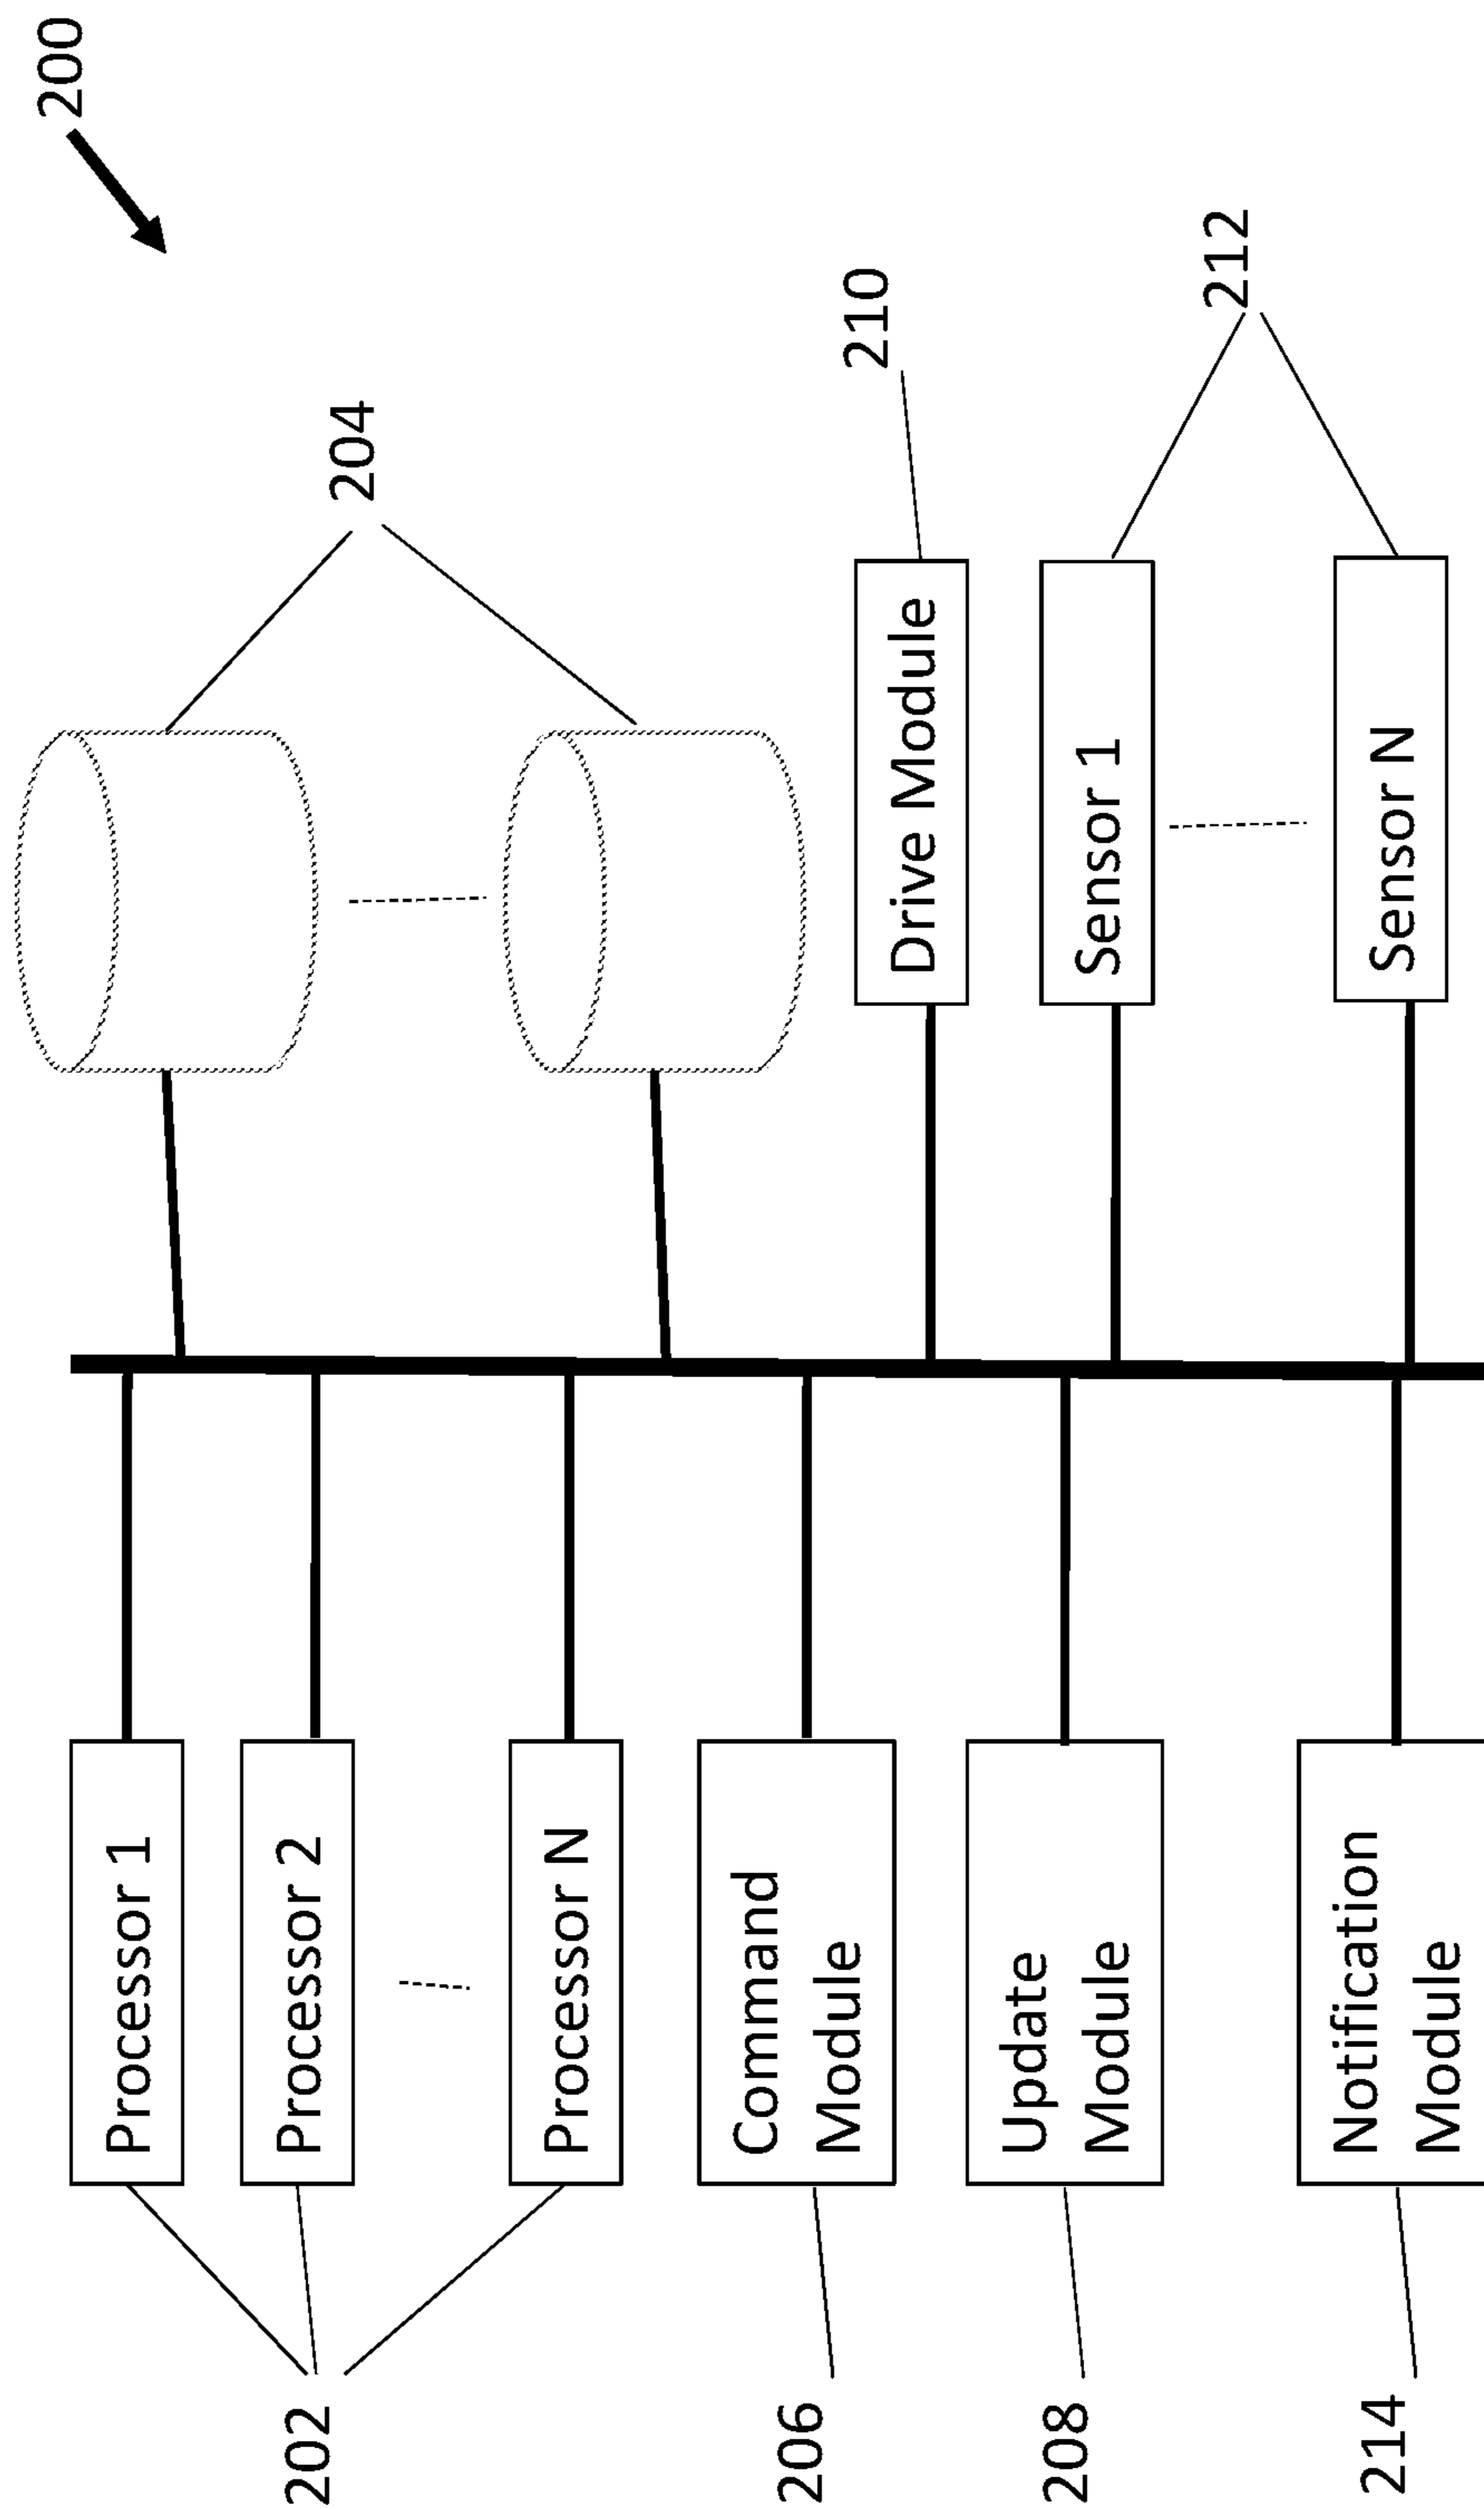 200
202
Processor 1
Processor 2
Processor N
206
Command
Module
208
Update
Module
214
Notification
Module
204
210
Drive Module
212
Sensor 1
Sensor N